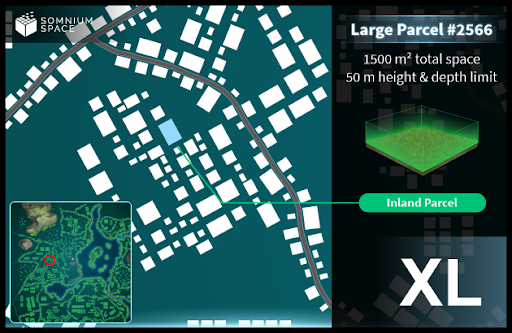 SOMNIUM
SPACE
Large Parcel #2566
1500 m² total space
50 m height & depth limit
Inland Parcel
XL